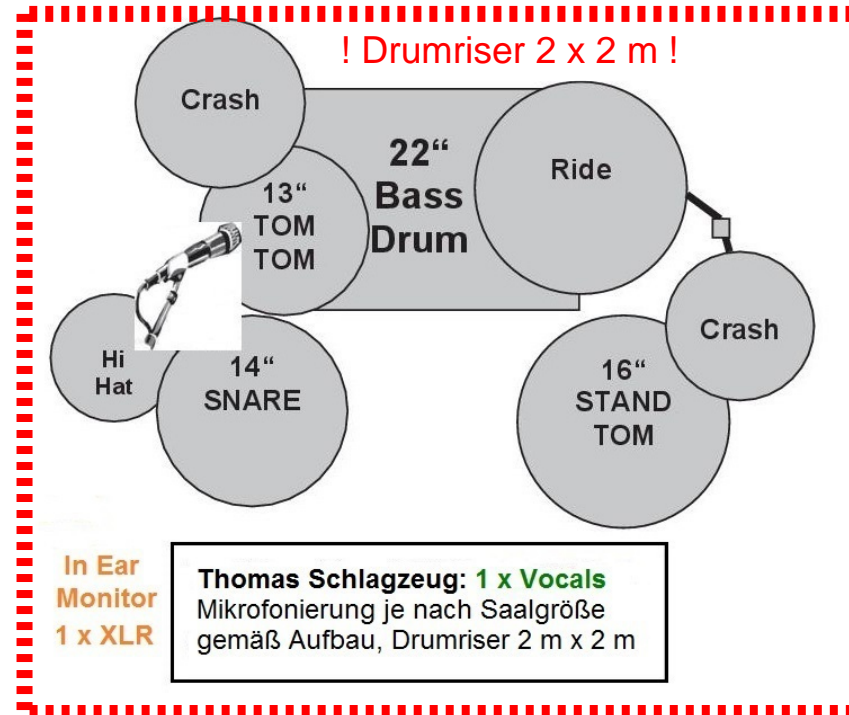 ! Drumriser 2 x 2 m !
Crash
22“
Bass
Drum
Ride
13“
TOM
TOM
Crash
Hi
Hat
14“
SNARE
16“
STAND
TOM
In Ear
Monitor
1 x XLR
Thomas Schlagzeug: 1 x Vocals
Mikrofonierung je nach Saalgröße
gemäß Aufbau, Drumriser 2 m x 2 m